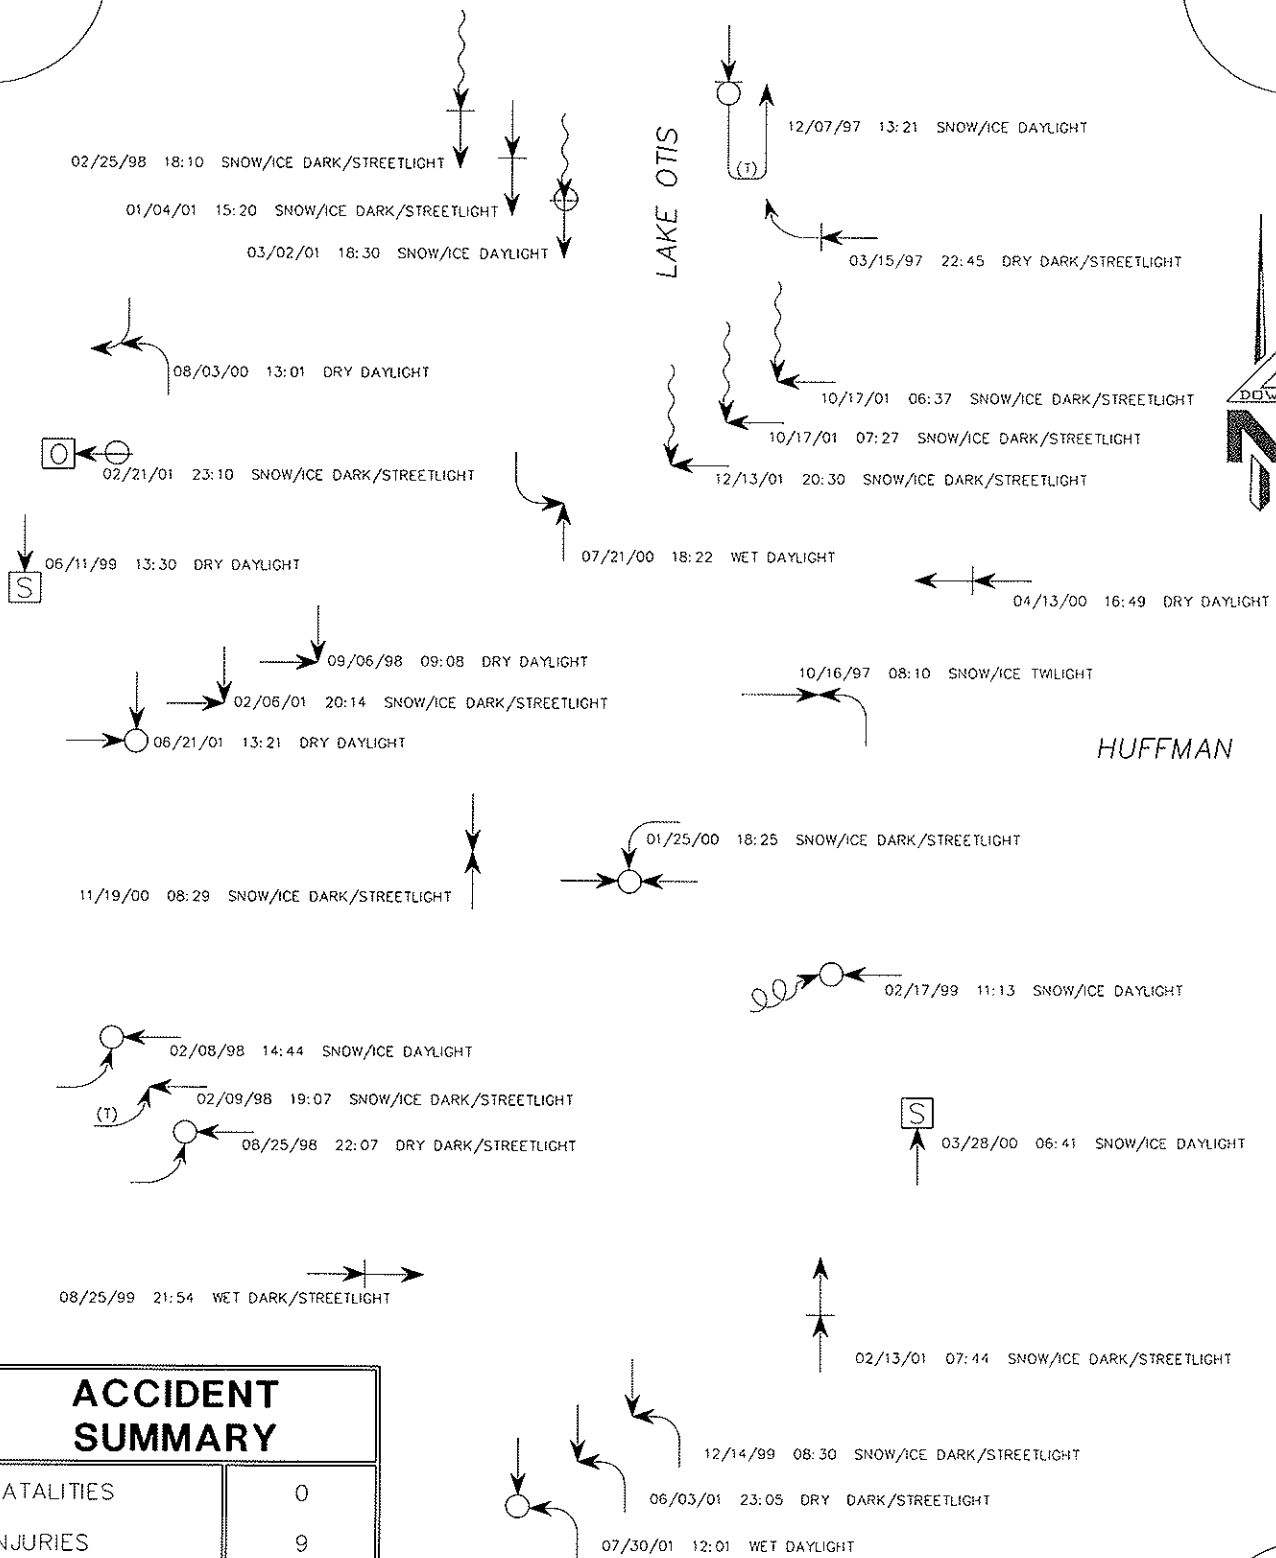 12/07/97 13:21 SNOW/ICE DAYLIGHT
LAKE OTIS
(T)
02/25/98 18:10 SNOW/ICE DARK/STREETLIGHT
01/04/01 15:20 SNOW/ICE DARK/STREETLIGHT
03/02/01 18:30 SNOW/ICE DAYLIGHT
03/15/97 22:45 DRY DARK/STREETLIGHT
08/03/00 13:01 DRY DAYLIGHT
10/17/01 06:37 SNOW/ICE DARK/STREETLIGHT
DOW
10/17/01 07:27 SNOW/ICE DARK/STREETLIGHT
O
02/21/01 23:10 SNOW/ICE DARK/STREETLIGHT
12/13/01 20:30 SNOW/ICE DARK/STREETLIGHT
07/21/00 18:22 WET DAYLIGHT
06/11/99 13:30 DRY DAYLIGHT
S
04/13/00 16:49 DRY DAYLIGHT
09/06/98 09:08 DRY DAYLIGHT
10/16/97 08:10 SNOW/ICE TWILIGHT
02/06/01 20:14 SNOW/ICE DARK/STREETLIGHT
06/21/01 13:21 DRY DAYLIGHT
HUFFMAN
01/25/00 18:25 SNOW/ICE DARK/STREETLIGHT
11/19/00 08:29 SNOW/ICE DARK/STREETLIGHT
02/17/99 11:13 SNOW/ICE DAYLIGHT
02/08/98 14:44 SNOW/ICE DAYLIGHT
02/09/98 19:07 SNOW/ICE DARK/STREETLIGHT
(T)
S
08/25/98 22:07 DRY DARK/STREETLIGHT
03/28/00 06:41 SNOW/ICE DAYLIGHT
08/25/99 21:54 WET DARK/STREETLIGHT
02/13/01 07:44 SNOW/ICE DARK/STREETLIGHT
ACCIDENT
SUMMARY
12/14/99 08:30 SNOW/ICE DARK/STREETLIGHT
ATALITIES 0
06/03/01 23:05 DRY DARK/STREETLIGHT
NJURIES 9
07/30/01 12:01 WET DAYLIGHT